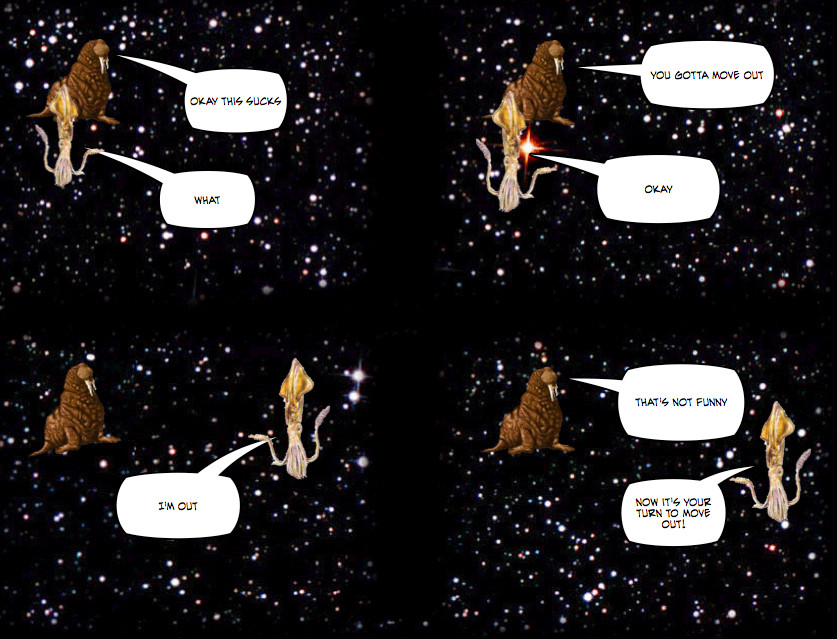 OKAY THIS SUCKS
WHAT
YOU GOTTA MOVE OUT
OKAY
I'M OUT
THAT'S NOT FUNNY
NOW IT'S YOUR
TURN TO MOVE
OUT!